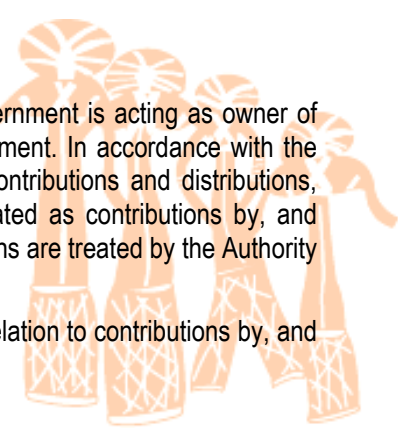 ernment is acting as owner of
ment. In accordance with the
ontributions and distributions,
ated as contributions by, and
ns are treated by the Authority
elation to contributions by, and